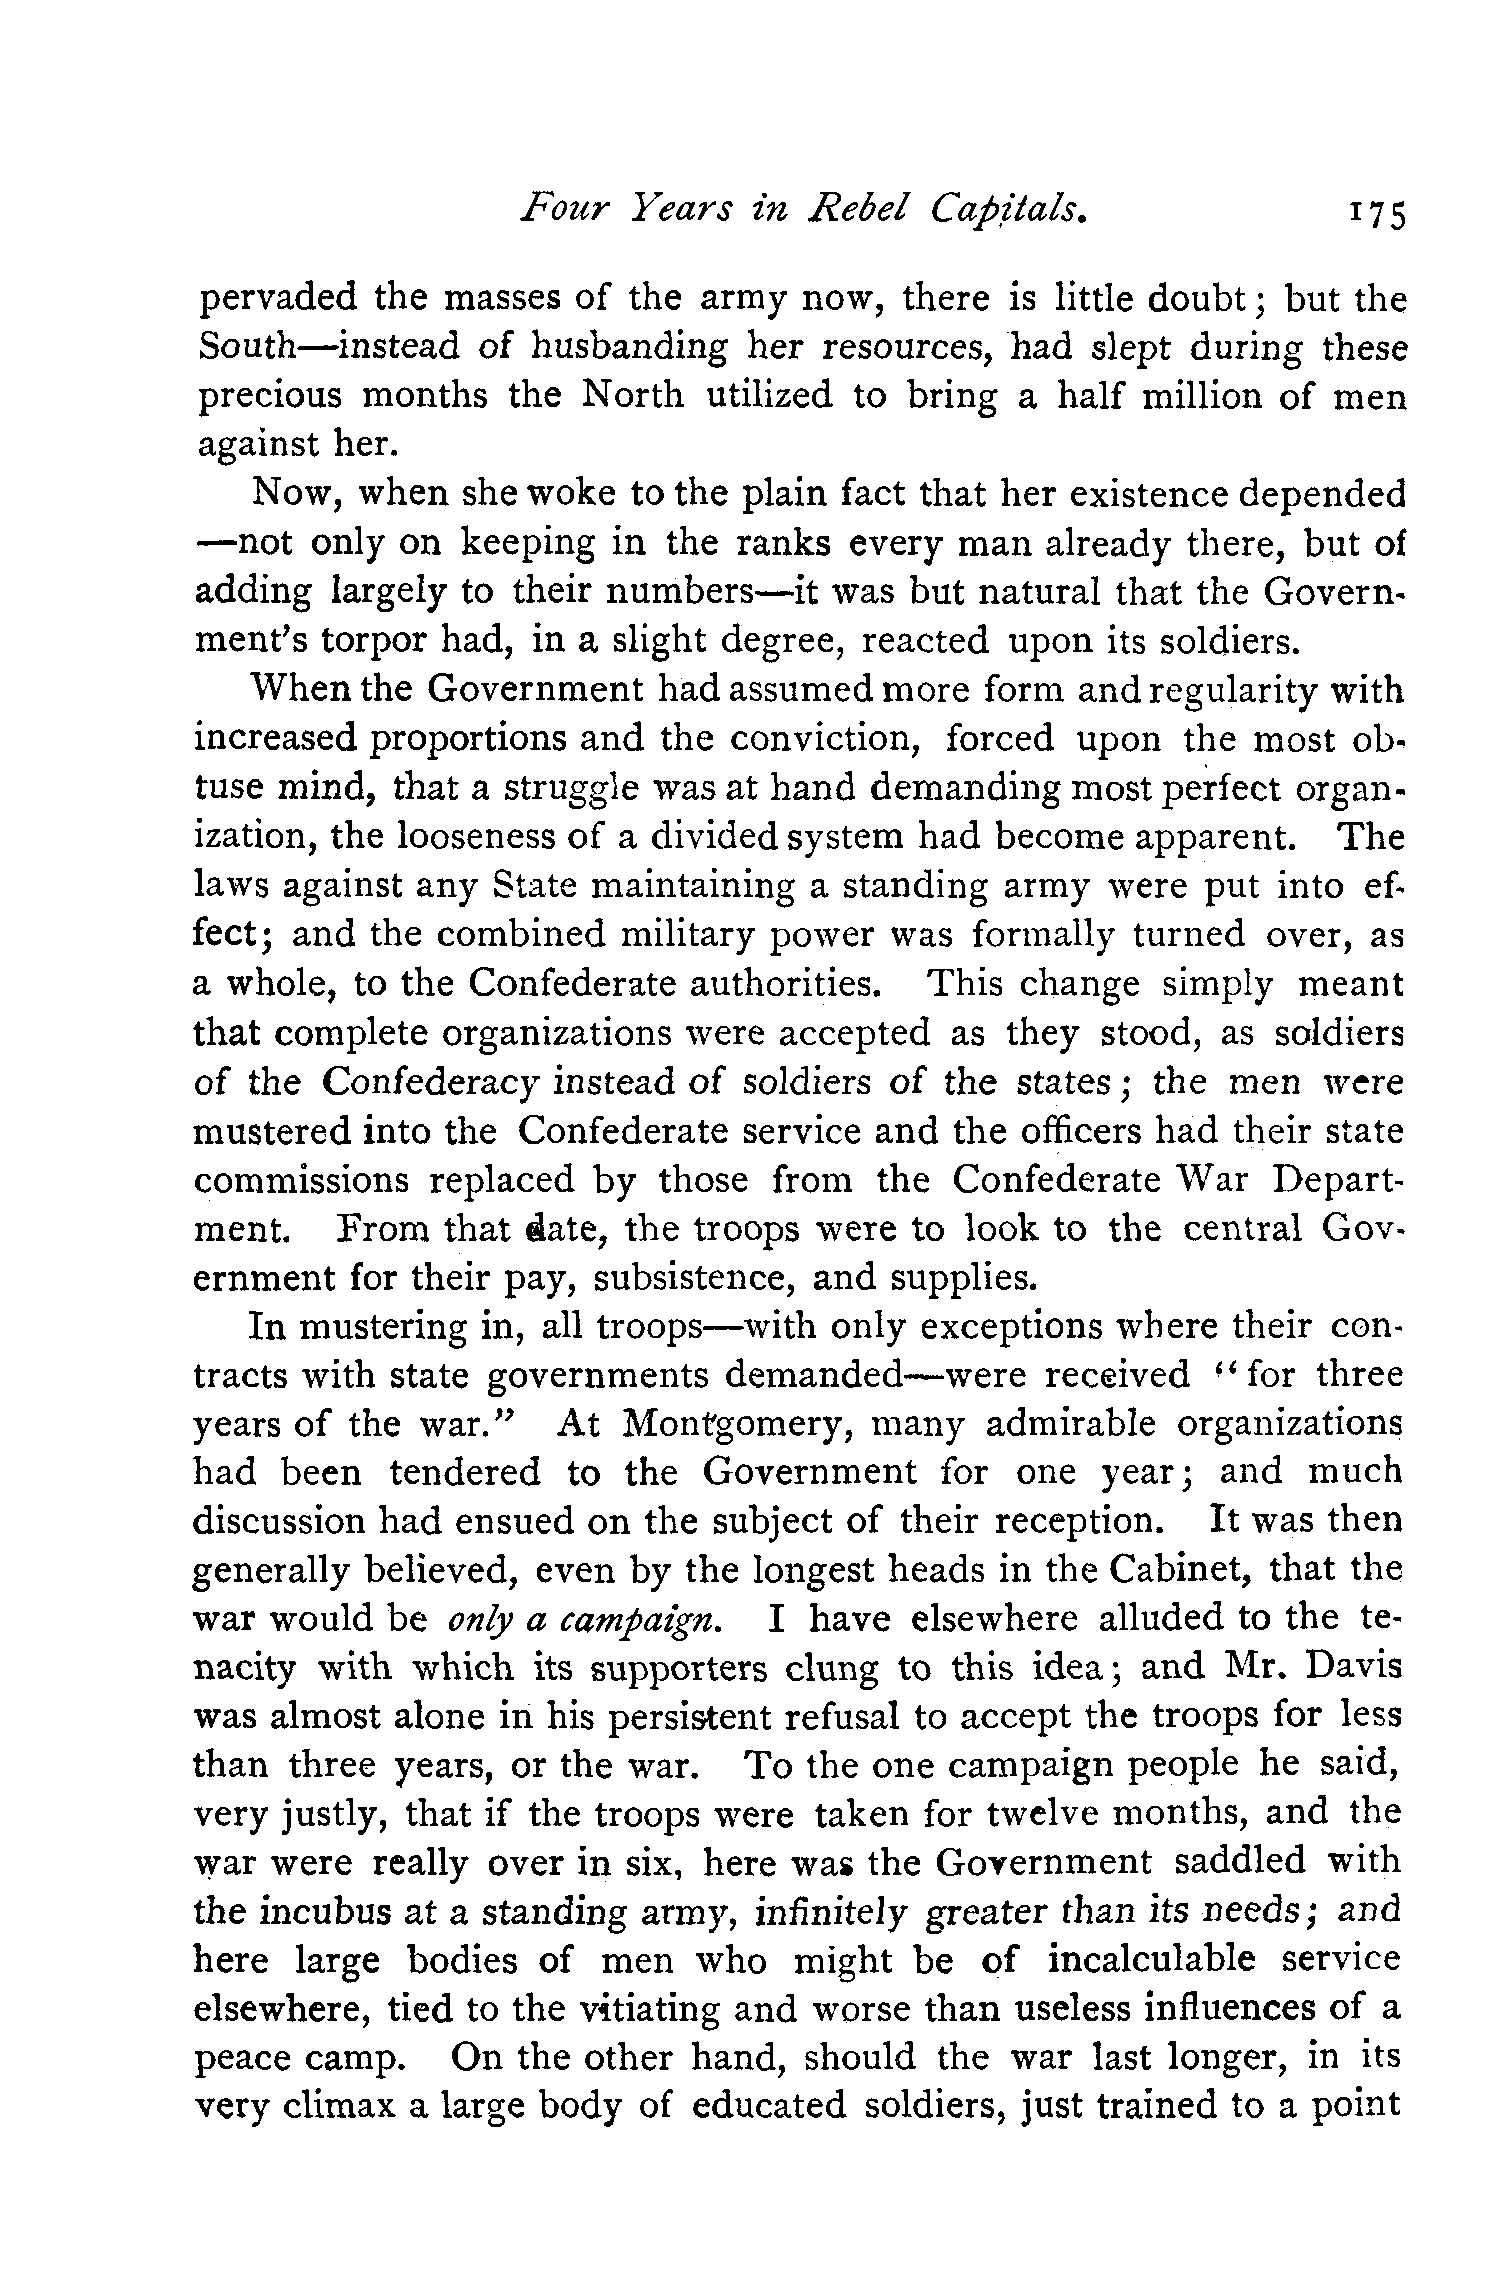 Four Years in Rebel Capitals. 175
pervaded the masses of the army now, there is little doubt; but the
South—instead of husbanding her resources, had slept during these
precious months the North utilized to bring a half million of men
against her.
Now, when she woke to the plain fact that her existence depended
—not only on keeping in the ranks every man already there, but of
adding largely to their numbers—it was but natural that the Govern-
ment's torpor had, in a slight degree, reacted upon its soldiers.
When the Government had assumed more form and regularity with
increased proportions and the conviction, forced upon the most ob-
tuse mind, that a struggle was at hand demanding most perfect organ-
ization, the looseness of a divided system had become apparent. The
laws against any State maintaining a standing army were put into ef-
fect; and the combined military power was formally turned over, as
a whole, to the Confederate authorities. This change simply meant
that complete organizations were accepted as they stood, as soldiers
of the Confederacy instead of soldiers of the states; the men were
mustered into the Confederate service and the officers had their state
commissions replaced by those from the Confederate War Depart-
ment. From that date, the troops were to look to the central Gov-
ernment for their pay, subsistence, and supplies.
In mustering in, all troops—with only exceptions where their con-
tracts with state governments demanded—were received "for three
years of the war." At Montgomery, many admirable organizations
had been tendered to the Government for one year; and much
discussion had ensued on the subject of their reception. It was then
generally believed, even by the longest heads in the Cabinet, that the
war would be only a campaign. I have elsewhere alluded to the te-
nacity with which its supporters clung to this idea; and Mr. Davis
was almost alone in his persistent refusal to accept the troops for less
than three years, or the war. To the one campaign people he said,
very justly, that if the troops were taken for twelve months, and the
war were really over in six, here was the Government saddled with
the incubus at a standing army, infinitely greater than its needs; and
here large bodies of men who might be of incalculable service
elsewhere, tied to the vitiating and worse than useless influences of a
peace camp. On the other hand, should the war last longer, in its
very climax a large body of educated soldiers, just trained to a point